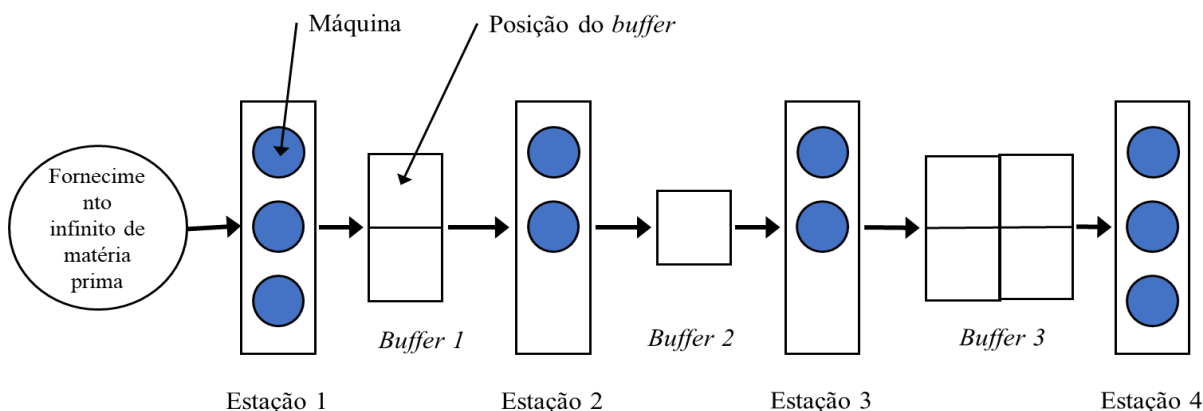 Máquina
Posição do buffer
Fornecime
nto
infinito de
matéria
prima
Buffer 1
Buffer 2
Buffer 3
Estação 1
Estação 2
Estação 3
Estação 4